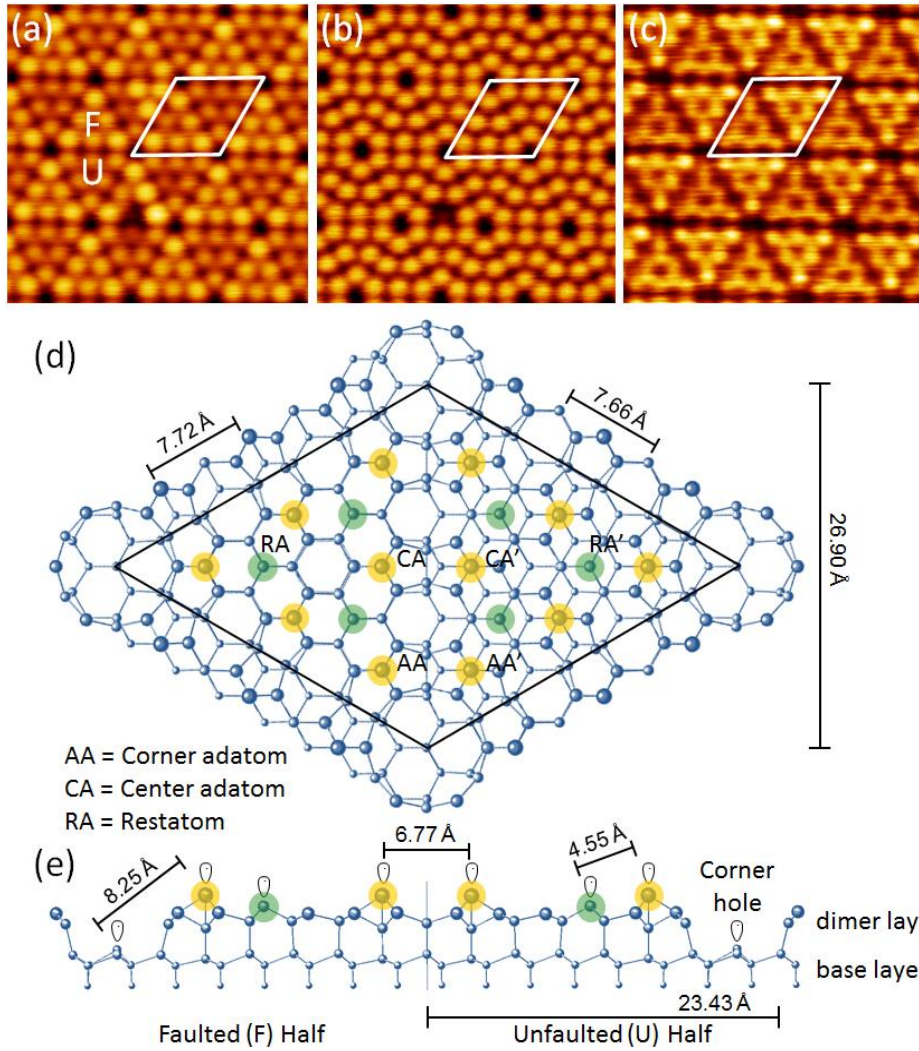 (a)
(b)
(c)
F
U
(d)
7.72 Å
7.66 Å
26.90 Å
RA
CA
CA'
RA'
AA
AA'
AA = Corner adatom
CA = Center adatom
RA = Restatom
(e)
8.25 Å
6.77 Å
4.55 Å
Corner
hole
dimer lay
base laye
23.43 Å
Faulted (F) Half
Unfaulted (U) Half